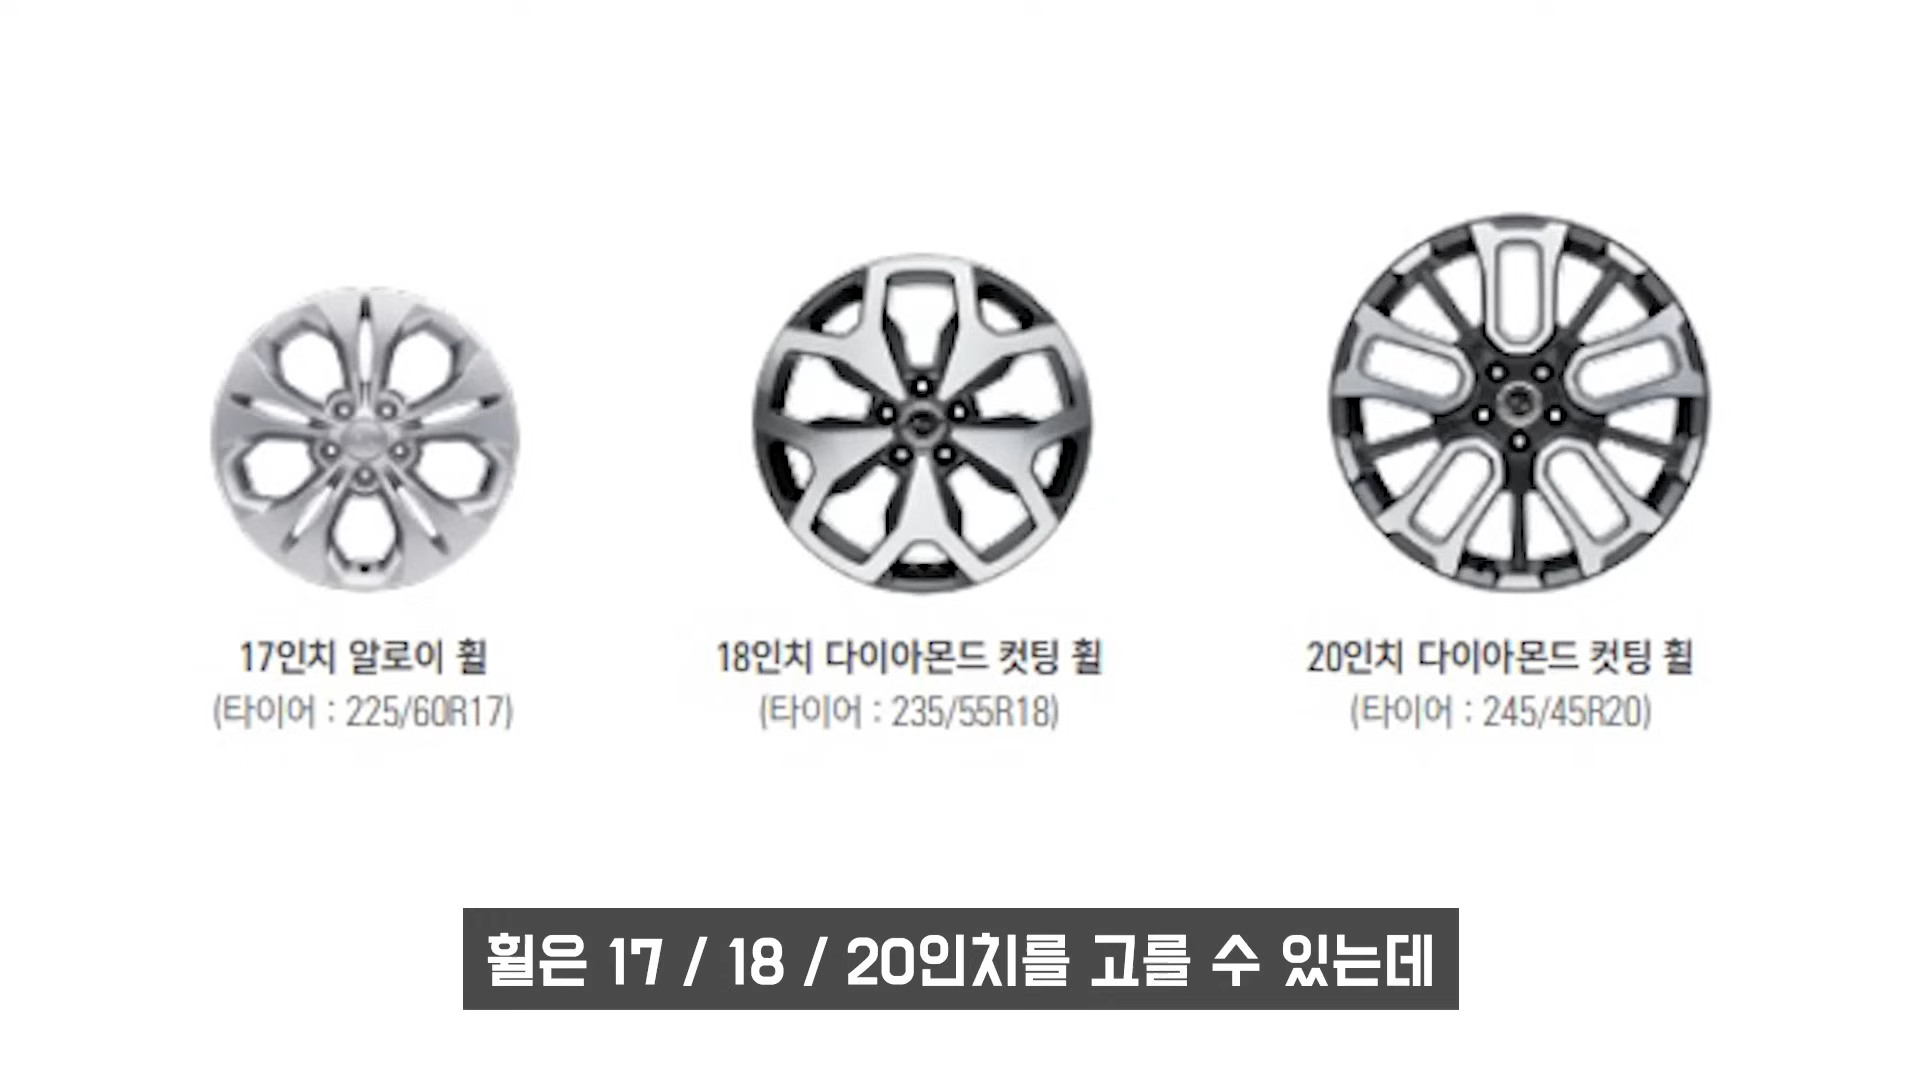 17인치 알로이 휠
(타이어 : 225/60R17)
18인치 다이아몬드 컷팅 휠
(타이어 : 235/55R18)
20인치 다이아몬드 컷팅 휠
(타이어 : 245/45R20)
휠은 17 / 18 / 20인치를 고를 수 있는데